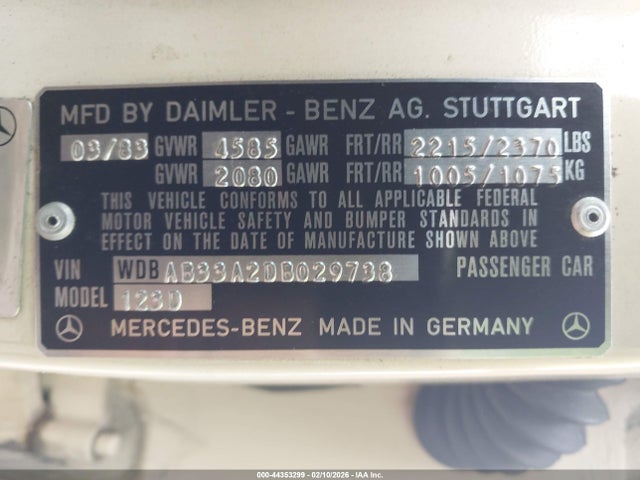 MFD BY DAIMLER - BENZ AG. STUTTGART
03/83 GVWR 4585 GAWR FRT/RR 2215/2370 LBS
GVWR 2080 GAWR FRT/RR 1005/1075 KG
THIS VEHICLE CONFORMS TO ALL APPLICABLE FEDERAL
MOTOR VEHICLE SAFETY AND BUMPER STANDARDS IN
EFFECT ON THE DATE OF MANUFACTURE SHOWN ABOVE
VIN WDBAB33A2DB029738 PASSENGER CAR
MODEL 123D
MERCEDES-BENZ MADE IN GERMANY
000-44353299 - 02/10/2026 - IAA Inc.